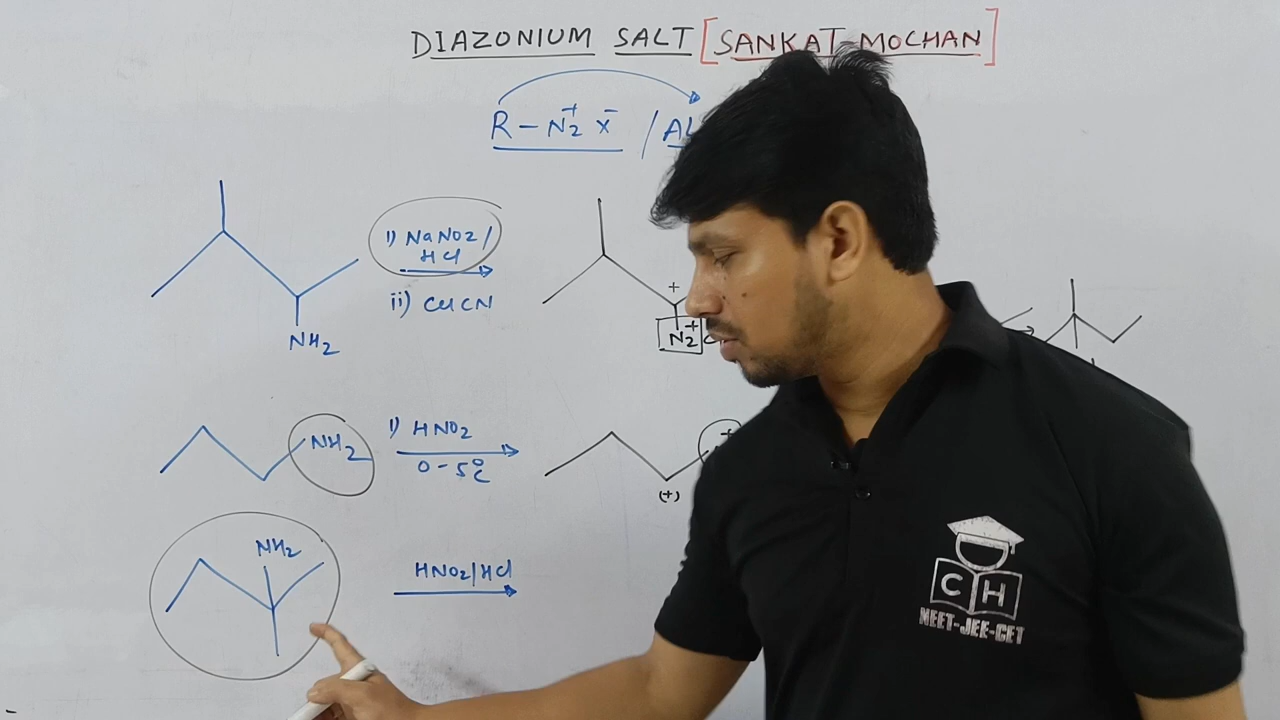 DIAZONIUM SALT [SANKAT MOCHAN]
R - N2+ X- /
i) NaNO2 /
HCl
ii) CuCN
NH2
+
N2+
NH2
i) HNO2
0-5°C
+
(+)
NH2
HNO2/HCl
C H
NEET-JEE-CET